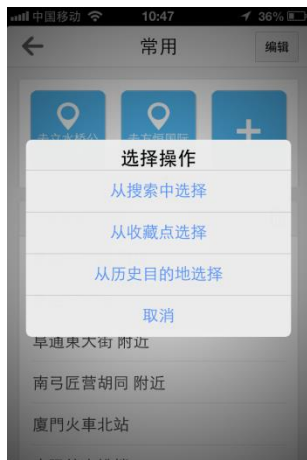 中国移动 10:47 36%
常用 编辑
选择操作
从搜索中选择
从收藏点选择
从历史目的地选择
取消
阜通東大街 附近
南弓匠营胡同 附近
廈門火車北站